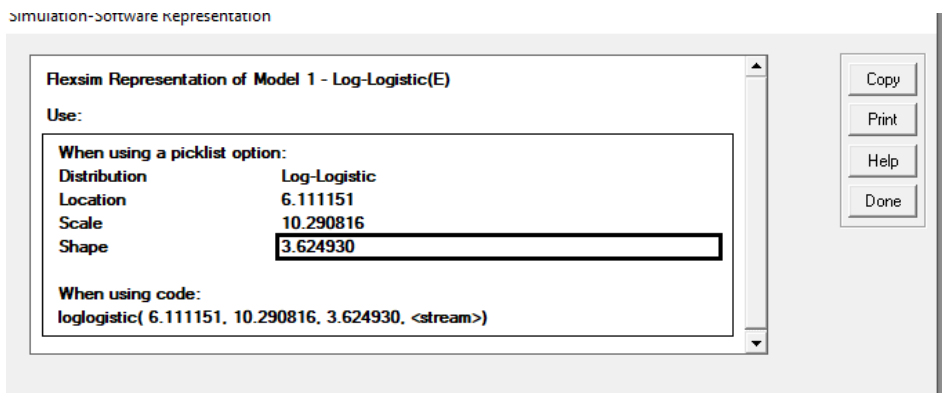 Simulation-Software Representation
Flexsim Representation of Model 1 - Log-Logistic(E)
Use:
When using a picklist option:
Distribution Log-Logistic
Location 6.111151
Scale 10.290816
Shape 3.624930
When using code:
loglogistic( 6.111151, 10.290816, 3.624930, <stream>)
Copy
Print
Help
Done